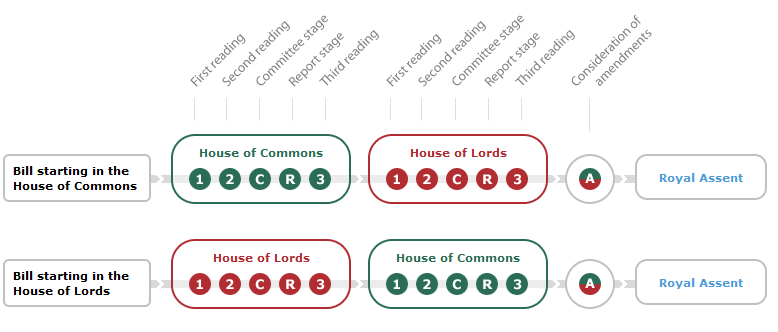 First reading
Second reading
Committee stage
Report stage
Third reading
First reading
Second reading
Committee stage
Report stage
Third reading
Consideration of
amendments
Bill starting in the
House of Commons
House of Commons
1 2 C R 3
House of Lords
1 2 C R 3
A
Royal Assent
Bill starting in the
House of Lords
House of Lords
1 2 C R 3
House of Commons
1 2 C R 3
A
Royal Assent